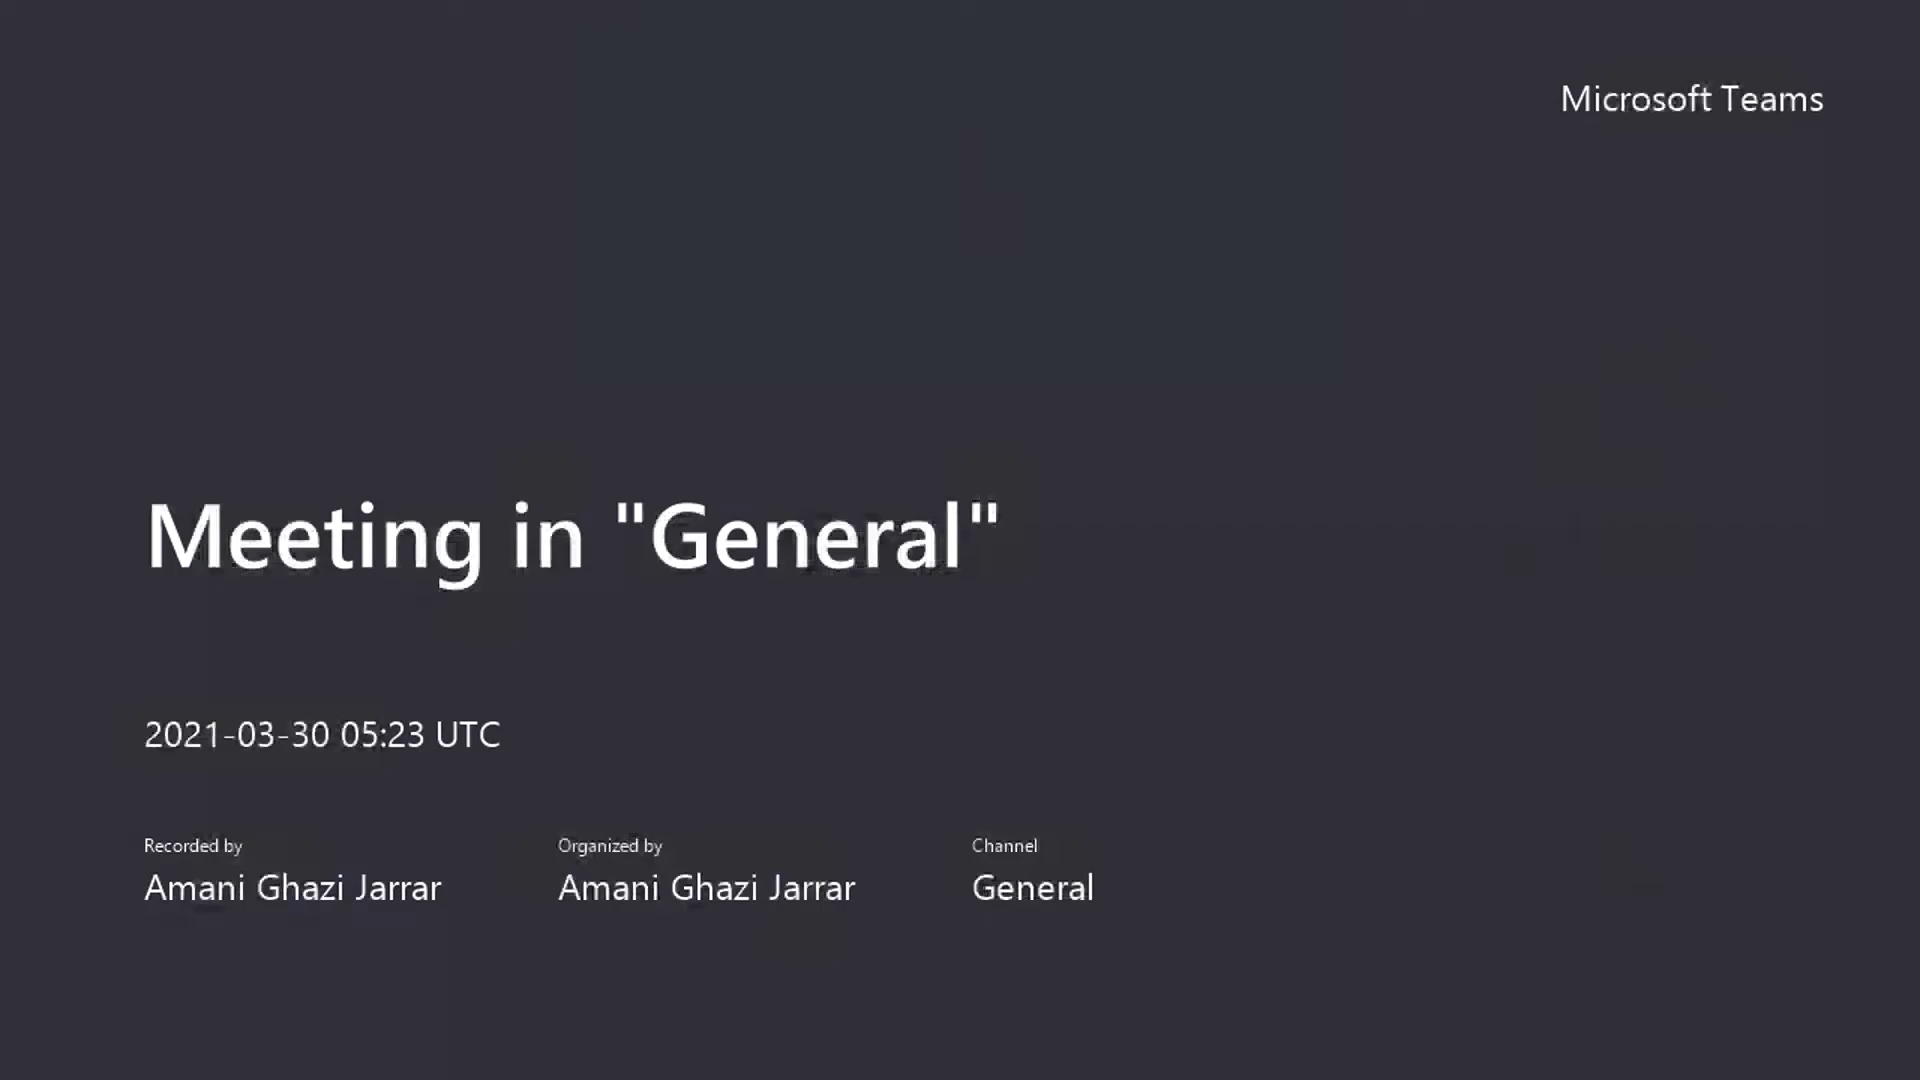 Microsoft Teams
Meeting in "General"
2021-03-30 05:23 UTC
Recorded by
Amani Ghazi Jarrar
Organized by
Amani Ghazi Jarrar
Channel
General